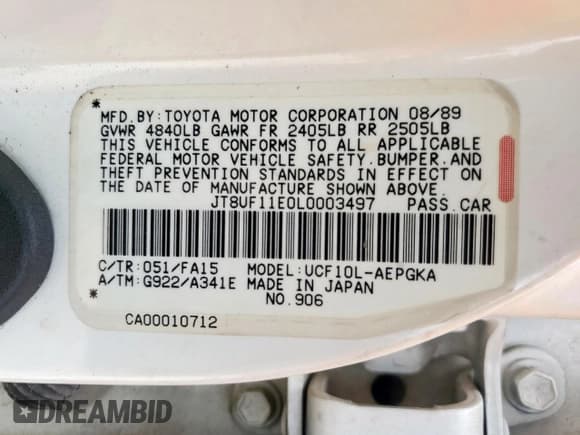 MFD.BY:TOYOTA MOTOR CORPORATION 08/89
GVWR 4840LB GAWR FR 2405LB RR 2505LB
THIS VEHICLE CONFORMS TO ALL APPLICABLE
FEDERAL MOTOR VEHICLE SAFETY.BUMPER.AND
THEFT PREVENTION STANDARDS IN EFFECT ON
THE DATE OF MANUFACTURE SHOWN ABOVE.
JT8UF11E0L0003497 PASS.CAR
C/TR:051/FA15 MODEL:UCF10L-AEPGKA
A/TM:G922/A341E MADE IN JAPAN
NO.906
CA00010712
DREAMBID